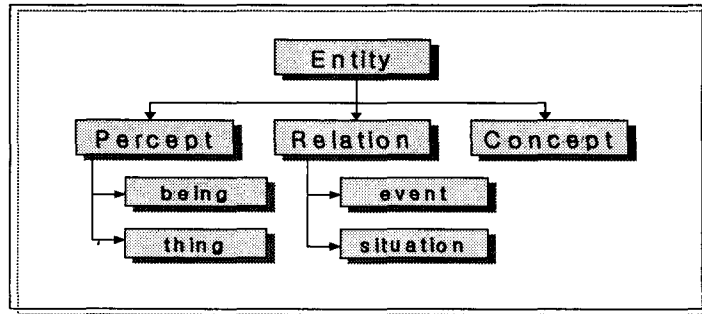 Entity
Percept Relation Concept
being event
thing situation